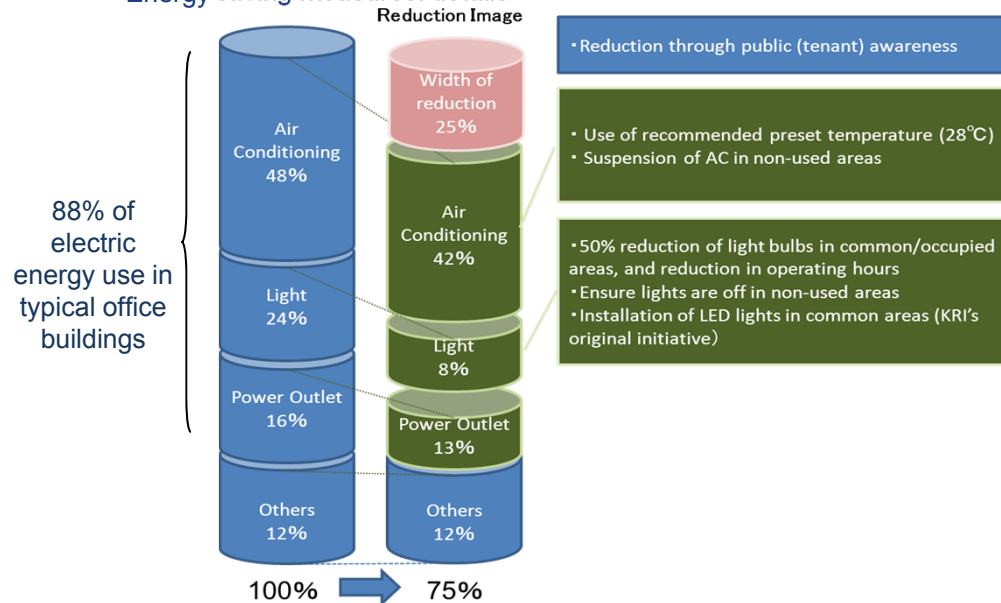 Reduction Image
Width of
reduction
25%
・Reduction through public (tenant) awareness
Air
Conditioning
48%
Air
Conditioning
42%
・ Use of recommended preset temperature (28℃)
・ Suspension of AC in non-used areas
88% of
electric
energy use in
typical office
buildings
・50% reduction of light bulbs in common/occupied
areas, and reduction in operating hours
・Ensure lights are off in non-used areas
・Installation of LED lights in common areas (KRI's
original initiative）
Light
24%
Light
8%
Power Outlet
16%
Power Outlet
13%
Others
12%
Others
12%
100%
75%